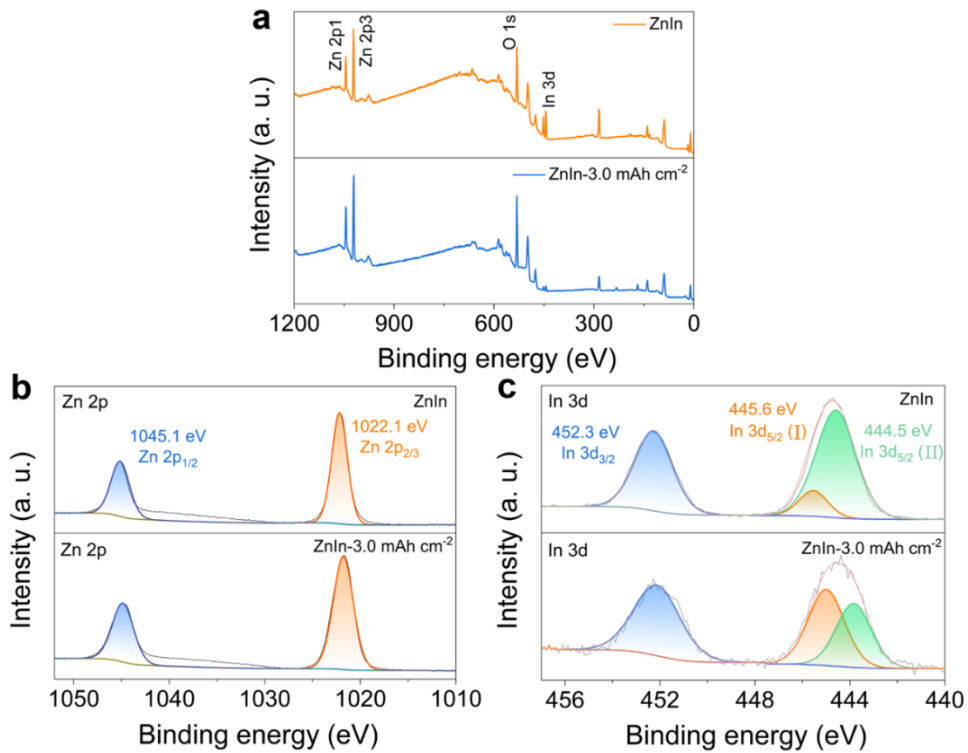 a
ZnIn
Zn 2p1
Zn 2p3
O 1s
In 3d
ZnIn-3.0 mAh cm⁻²
Intensity (a. u.)
1200 900 600 300 0
Binding energy (eV)
b
Zn 2p ZnIn
1045.1 eV
Zn 2p₁/₂
1022.1 eV
Zn 2p₂/₃
Zn 2p ZnIn-3.0 mAh cm⁻²
Intensity (a. u.)
1050 1040 1030 1020 1010
Binding energy (eV)
c
In 3d ZnIn
452.3 eV
In 3d₃/₂
445.6 eV
In 3d₅/₂ (I)
444.5 eV
In 3d₅/₂ (II)
In 3d ZnIn-3.0 mAh cm⁻²
Intensity (a. u.)
456 452 448 444 440
Binding energy (eV)